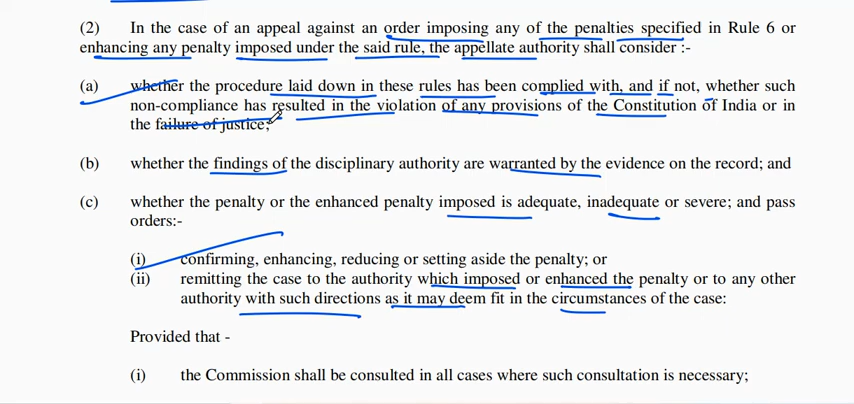 (2) In the case of an appeal against an order imposing any of the penalties specified in Rule 6 or
enhancing any penalty imposed under the said rule, the appellate authority shall consider :-
(a) whether the procedure laid down in these rules has been complied with, and if not, whether such
non-compliance has resulted in the violation of any provisions of the Constitution of India or in
the failure of justice;
(b) whether the findings of the disciplinary authority are warranted by the evidence on the record; and
(c) whether the penalty or the enhanced penalty imposed is adequate, inadequate or severe; and pass
orders:-
(i) confirming, enhancing, reducing or setting aside the penalty; or
(ii) remitting the case to the authority which imposed or enhanced the penalty or to any other
authority with such directions as it may deem fit in the circumstances of the case:
Provided that -
(i) the Commission shall be consulted in all cases where such consultation is necessary;